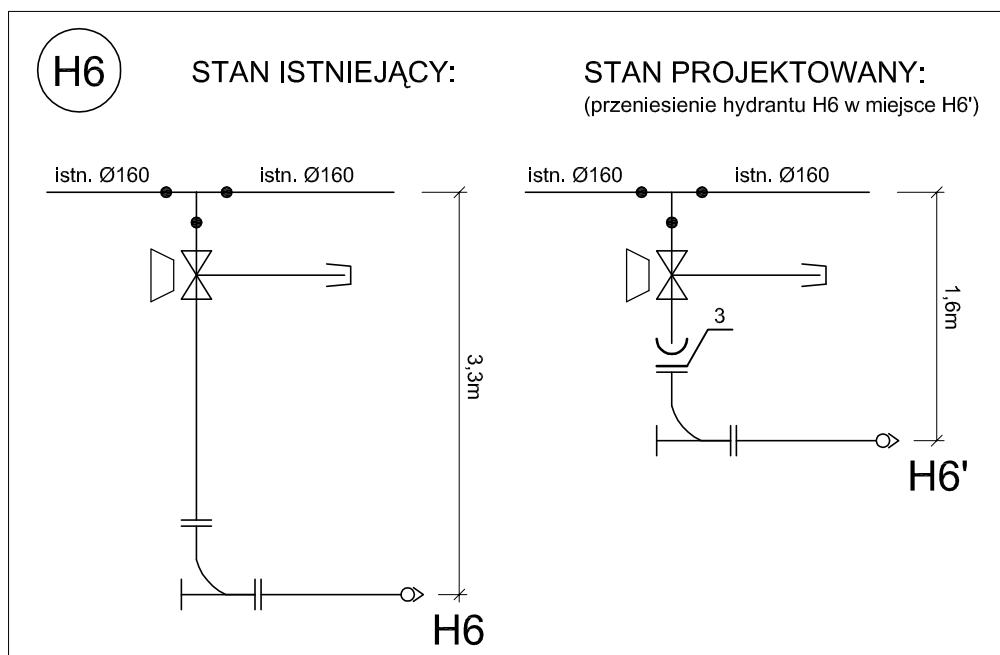 H6
STAN ISTNIEJĄCY:
STAN PROJEKTOWANY:
(przeniesienie hydrantu H6 w miejsce H6')
istn. Ø160
istn. Ø160
3,3m
H6
istn. Ø160
istn. Ø160
3
1,6m
H6'